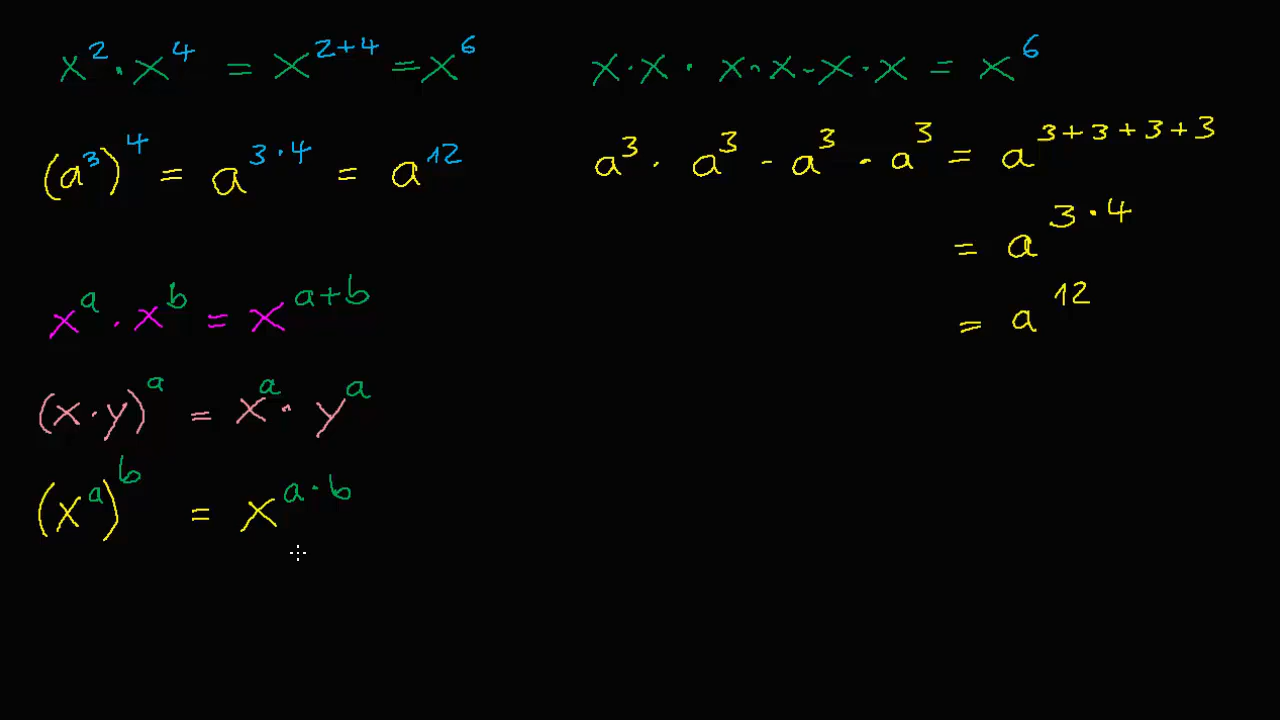 x² · x⁴ = x²⁺⁴ = x⁶
x · x · x · x · x · x = x⁶
(a³)⁴ = a³˙⁴ = a¹²
a³ · a³ · a³ · a³ = a³⁺³⁺³⁺³
= a³˙⁴
= a¹²
xᵃ · xᵇ = xᵃ⁺ᵇ
(x · y)ᵃ = xᵃ · yᵃ
(xᵃ)ᵇ = xᵃ˙ᵇ